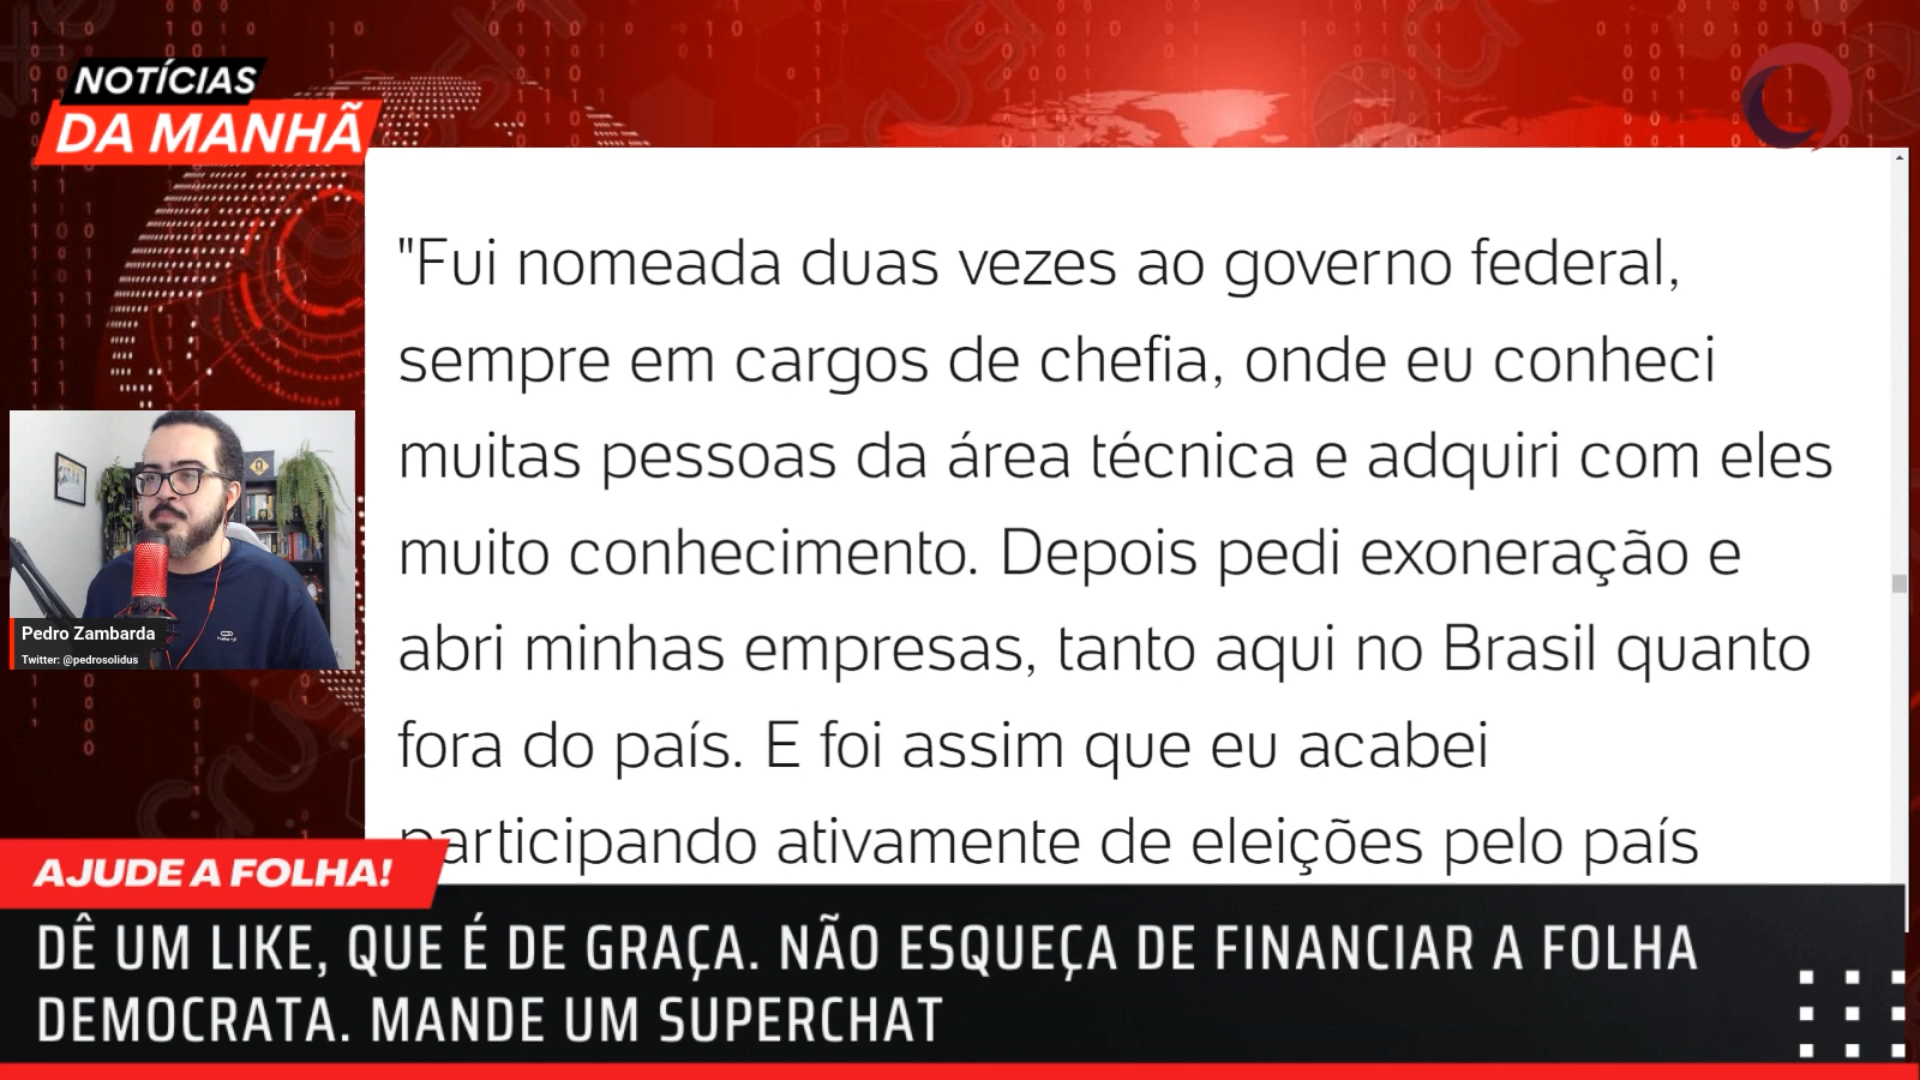 NOTÍCIAS
DA MANHÃ
"Fui nomeada duas vezes ao governo federal,
sempre em cargos de chefia, onde eu conheci
muitas pessoas da área técnica e adquiri com eles
muito conhecimento. Depois pedi exoneração e
abri minhas empresas, tanto aqui no Brasil quanto
fora do país. E foi assim que eu acabei
participando ativamente de eleições pelo país
Pedro Zambarda
Twitter: @pedrosolidus
AJUDE A FOLHA!
DÊ UM LIKE, QUE É DE GRAÇA. NÃO ESQUEÇA DE FINANCIAR A FOLHA
DEMOCRATA. MANDE UM SUPERCHAT